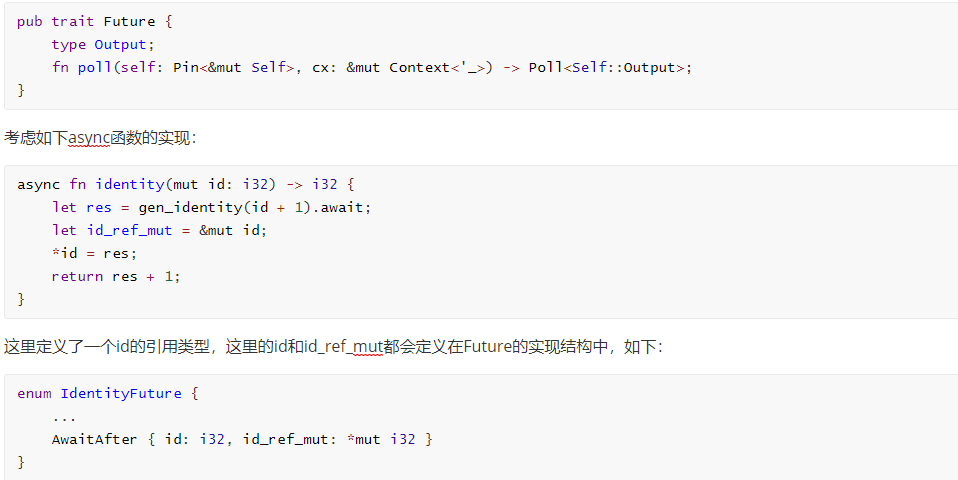 pub trait Future {
    type Output;
    fn poll(self: Pin<&mut Self>, cx: &mut Context<'_>) -> Poll<Self::Output>;
}
考虑如下async函数的实现：
async fn identity(mut id: i32) -> i32 {
    let res = gen_identity(id + 1).await;
    let id_ref_mut = &mut id;
    *id = res;
    return res + 1;
}
这里定义了一个id的引用类型，这里的id和id_ref_mut都会定义在Future的实现结构中，如下：
enum IdentityFuture {
    ...
    AwaitAfter { id: i32, id_ref_mut: *mut i32 }
}